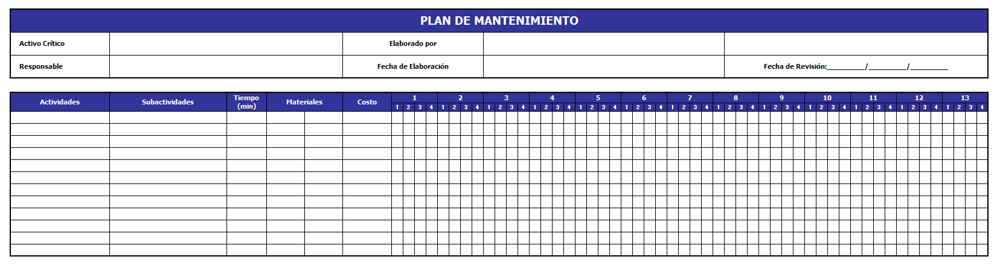 PLAN DE MANTENIMIENTO
Activo Crítico Elaborado por
Responsable Fecha de Elaboración Fecha de Revisión:_________/_________/_________
Actividades Subactividades Tiempo (min) Materiales Costo 1 2 3 4 5 6 7 8 9 10 11 12 13
1 2 3 4 1 2 3 4 1 2 3 4 1 2 3 4 1 2 3 4 1 2 3 4 1 2 3 4 1 2 3 4 1 2 3 4 1 2 3 4 1 2 3 4 1 2 3 4 1 2 3 4